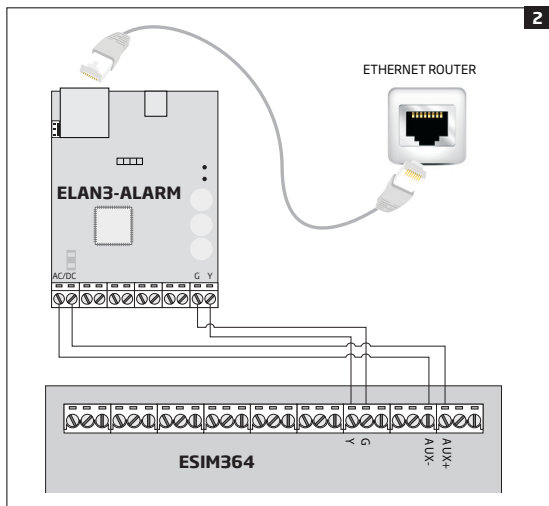 2
ETHERNET ROUTER
ELAN3-ALARM
AC/DC
G Y
Y G AUX- AUX+
ESIM364